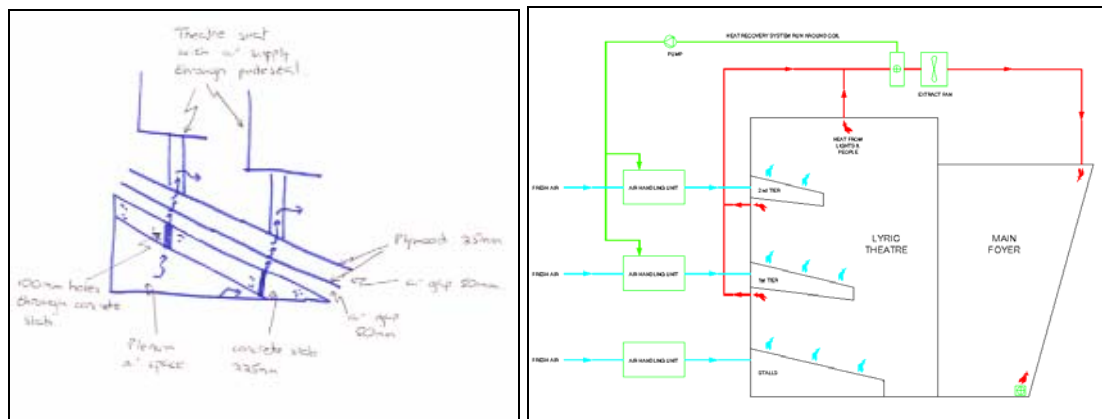 Theatre seat
with air supply
through pedestal.
Plywood 35mm
air gap 50mm
100mm holes
through concrete
slab
air gap
50mm
Plenum
air space
concrete slab
225mm
HEAT RECOVERY SYSTEM RUN ROUND COIL
PUMP
EXTRACT FAN
HEAT FROM
LIGHTS &
PEOPLE
FRESH AIR
AIR HANDLING UNIT
2nd TIER
LYRIC
THEATRE
MAIN
FOYER
FRESH AIR
AIR HANDLING UNIT
1st TIER
FRESH AIR
AIR HANDLING UNIT
STALLS